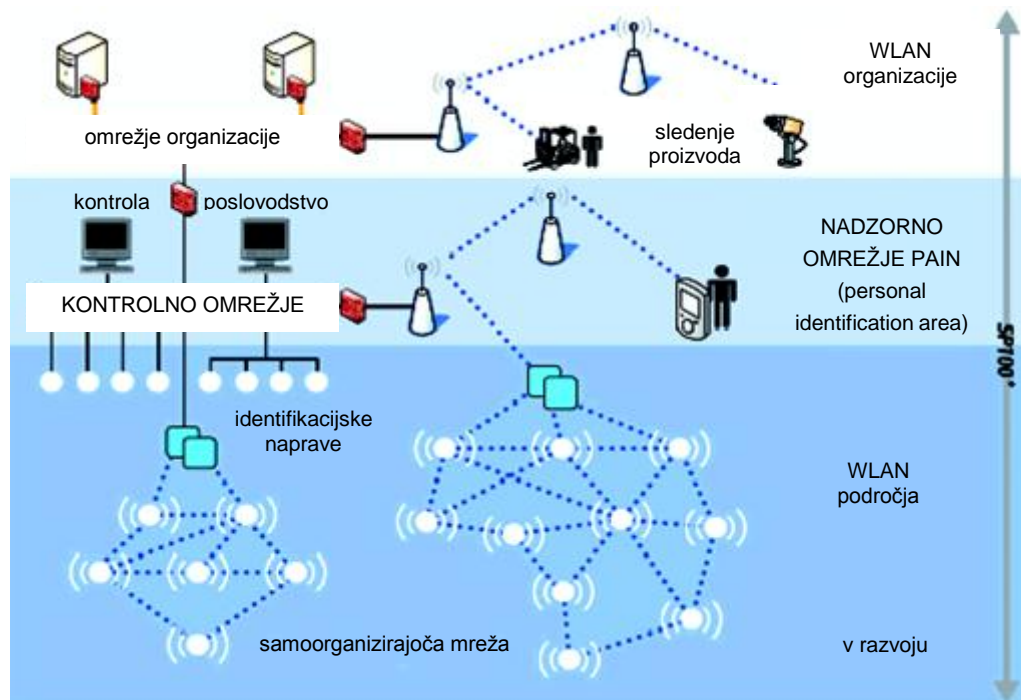 WLAN
organizacije
omrežje organizacije
sledenje
proizvoda
kontrola
poslovodstvo
NADZORNO
OMREŽJE PAIN
(personal
identification area)
KONTROLNO OMREŽJE
SP100*
identifikacijske
naprave
WLAN
področja
samoorganizirajoča mreža
v razvoju